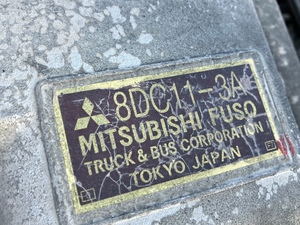 8DC11-3A
MITSUBISHI FUSO
TRUCK & BUS CORPORATION
TOKYO JAPAN